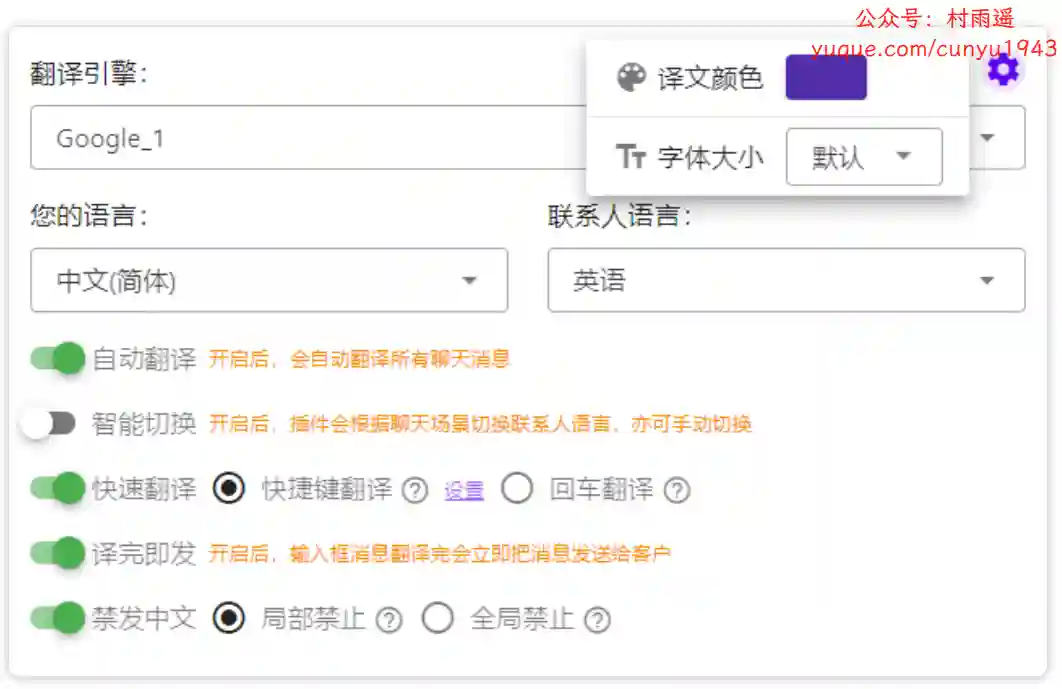 公众号：村雨遥
yuque.com/cunyu1943
翻译引擎：
译文颜色
Google_1
字体大小 默认
您的语言： 联系人语言：
中文(简体) 英语
自动翻译 开启后，会自动翻译所有聊天消息
智能切换 开启后，插件会根据聊天场景切换联系人语言，亦可手动切换
快速翻译 快捷键翻译 ? 设置 回车翻译 ?
译完即发 开启后，输入框消息翻译完会立即把消息发送给客户
禁发中文 局部禁止 ? 全局禁止 ?